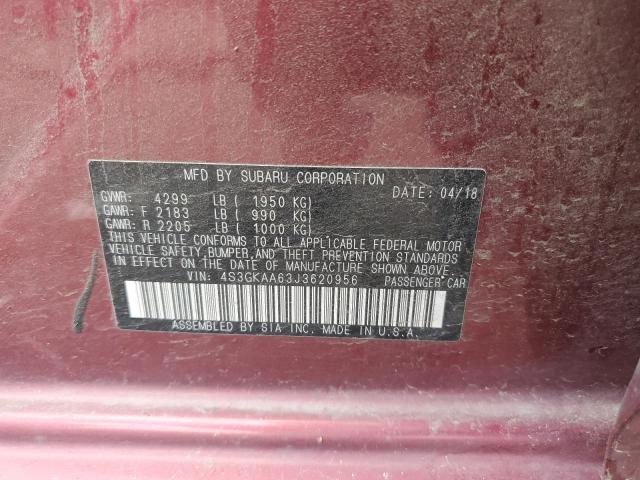 MFD BY SUBARU CORPORATION
DATE: 04/18
GVWR: 4299 LB ( 1950 KG)
GAWR: F 2183 LB ( 990 KG)
GAWR: R 2205 LB ( 1000 KG)
THIS VEHICLE CONFORMS TO ALL APPLICABLE FEDERAL MOTOR
VEHICLE SAFETY, BUMPER, AND THEFT PREVENTION STANDARDS
IN EFFECT ON THE DATE OF MANUFACTURE SHOWN ABOVE.
VIN: 4S3GKAA63J3620956 PASSENGER CAR
ASSEMBLED BY SIA INC. MADE IN U.S.A.